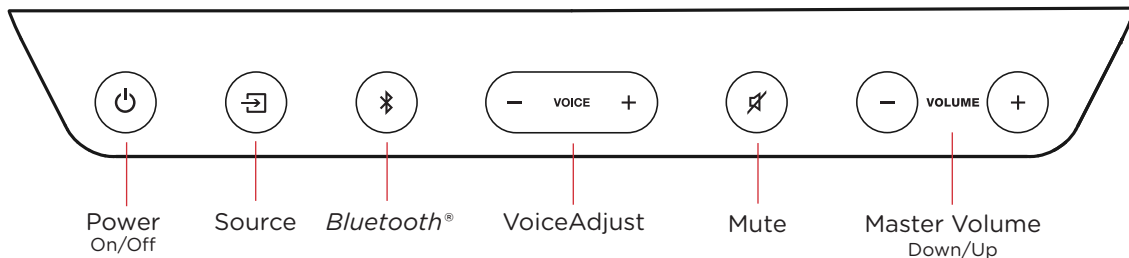 − VOICE +
− VOLUME +
Power
On/Off
Source
Bluetooth®
VoiceAdjust
Mute
Master Volume
Down/Up